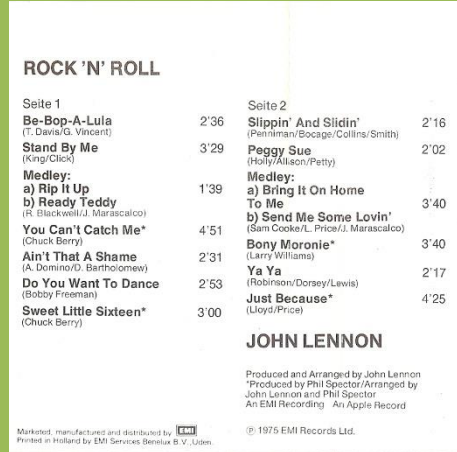 ROCK 'N' ROLL
Seite 1
Be-Bop-A-Lula 2'36
(T. Davis/G. Vincent)
Stand By Me 3'29
(King/Click)
Medley:
a) Rip It Up 1'39
b) Ready Teddy
(R. Blackwell/J. Marascalco)
You Can't Catch Me* 4'51
(Chuck Berry)
Ain't That A Shame 2'31
(A. Domino/D. Bartholomew)
Do You Want To Dance 2'53
(Bobby Freeman)
Sweet Little Sixteen* 3'00
(Chuck Berry)
Marketed, manufactured and distributed by EMI
Printed in Holland by EMI Services Benelux B.V., Uden.
Seite 2
Slippin' And Slidin' 2'16
(Penniman/Bocage/Collins/Smith)
Peggy Sue 2'02
(Holly/Allison/Petty)
Medley:
a) Bring It On Home
To Me 3'40
b) Send Me Some Lovin'
(Sam Cooke/L. Price/J. Marascalco)
Bony Moronie* 3'40
(Larry Williams)
Ya Ya 2'17
(Robinson/Dorsey/Lewis)
Just Because* 4'25
(Lloyd/Price)
JOHN LENNON
Produced and Arranged by John Lennon
*Produced by Phil Spector/Arranged by
John Lennon and Phil Spector
An EMI Recording An Apple Record
℗ 1975 EMI Records Ltd.